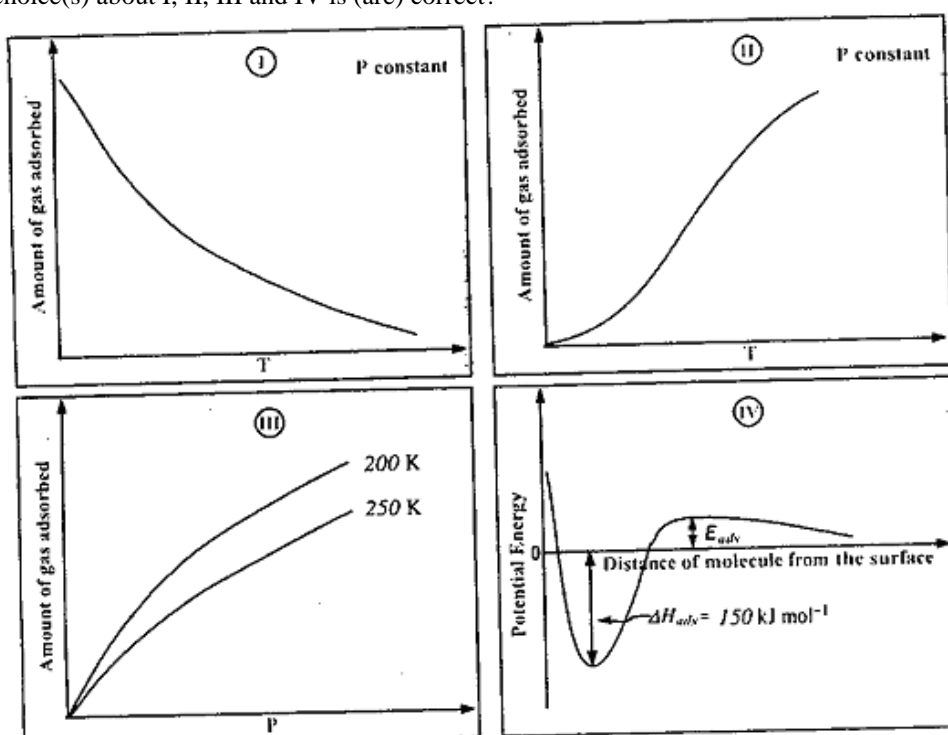 choice(s) about I, II, III and IV is (are) correct?
I
P constant
Amount of gas adsorbed
T
II
P constant
Amount of gas adsorbed
T
III
200 K
250 K
Amount of gas adsorbed
P
IV
Potential Energy
0
E_ads
Distance of molecule from the surface
ΔH_ads = 150 kJ mol⁻¹